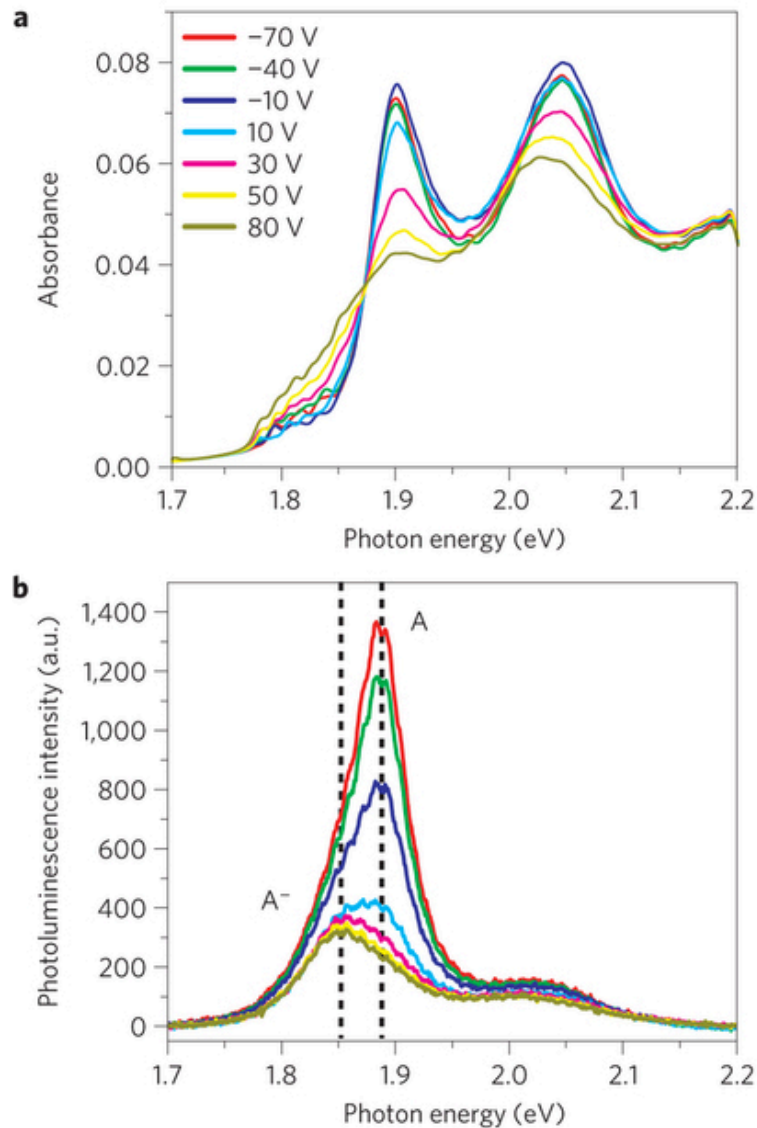 a
−70 V
−40 V
−10 V
10 V
30 V
50 V
80 V
Absorbance
0.08
0.06
0.04
0.02
0.00
1.7 1.8 1.9 2.0 2.1 2.2
Photon energy (eV)
b
Photoluminescence intensity (a.u.)
1,400
1,200
1,000
800
600
400
200
0
A
A−
1.7 1.8 1.9 2.0 2.1 2.2
Photon energy (eV)